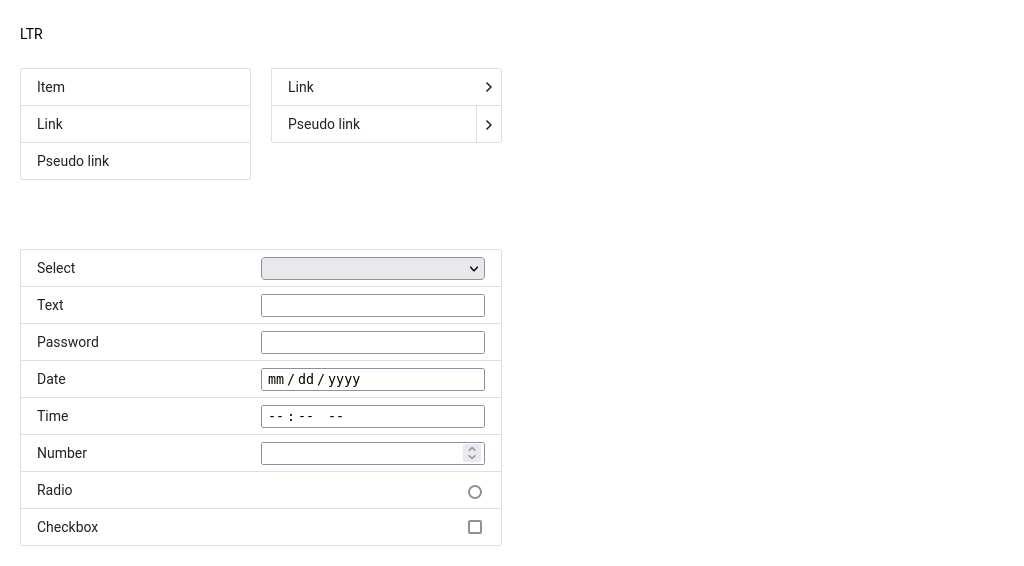 LTR
Item
Link
Pseudo link
Link
Pseudo link
Select
Text
Password
Date mm/dd/yyyy
Time --:-- --
Number
Radio
Checkbox